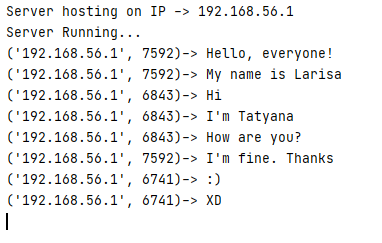 Server hosting on IP -> 192.168.56.1
Server Running...
('192.168.56.1', 7592)-> Hello, everyone!
('192.168.56.1', 7592)-> My name is Larisa
('192.168.56.1', 6843)-> Hi
('192.168.56.1', 6843)-> I'm Tatyana
('192.168.56.1', 6843)-> How are you?
('192.168.56.1', 7592)-> I'm fine. Thanks
('192.168.56.1', 6741)-> :)
('192.168.56.1', 6741)-> XD